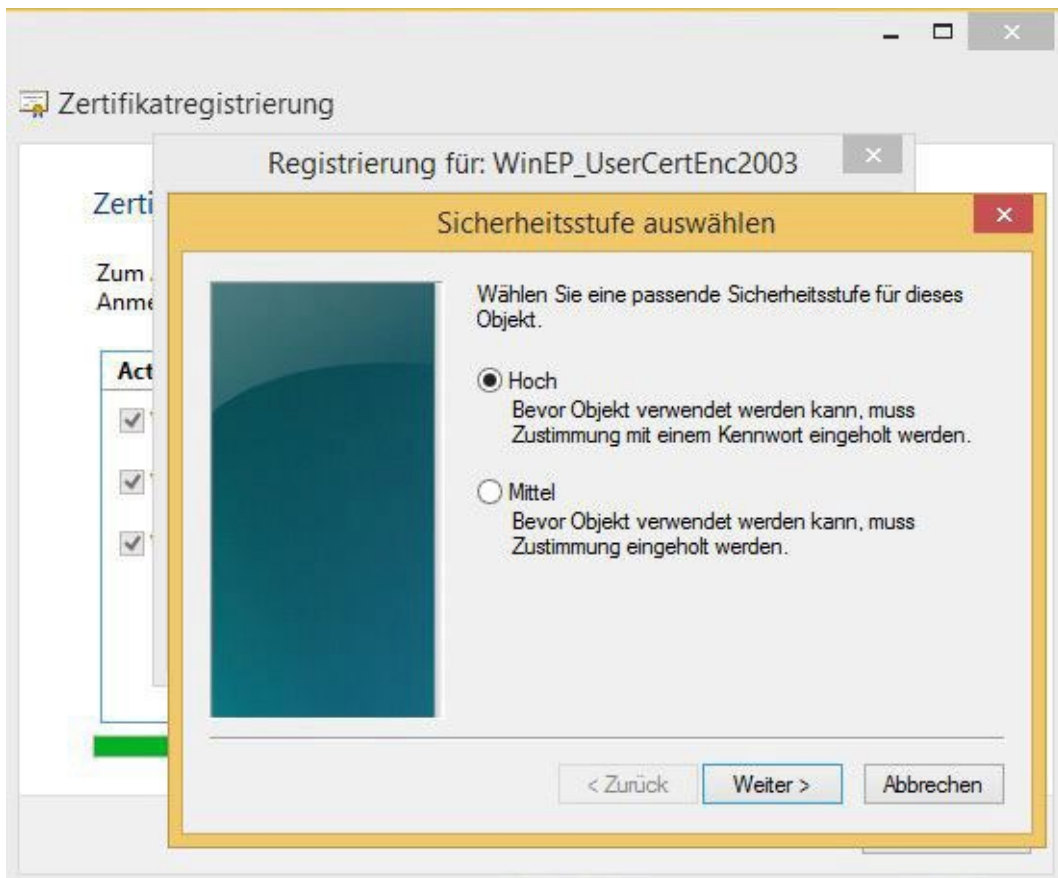 Zertifikatregistrierung
Registrierung für: WinEP_UserCertEnc2003
Zerti
Sicherheitsstufe auswählen
Zum
Anme
Wählen Sie eine passende Sicherheitsstufe für dieses
Objekt.
Act
Hoch
Bevor Objekt verwendet werden kann, muss
Zustimmung mit einem Kennwort eingeholt werden.
Mittel
Bevor Objekt verwendet werden kann, muss
Zustimmung eingeholt werden.
< Zurück
Weiter >
Abbrechen